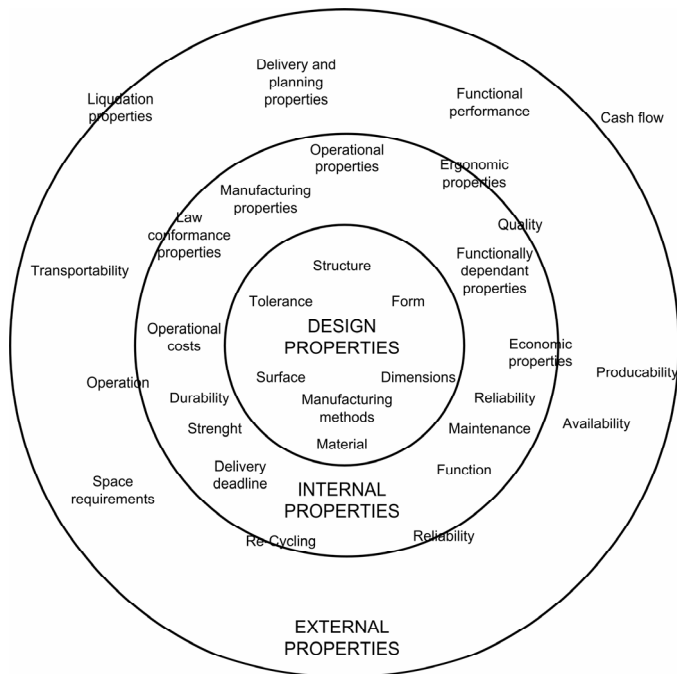 Delivery and
planning
properties
Liqudation
properties
Functional
performance
Cash flow
Operational
properties
Ergonomic
properties
Manufacturing
properties
Law
conformance
properties
Quality
Functionally
dependant
properties
Transportability
Structure
Tolerance
Form
DESIGN
PROPERTIES
Operational
costs
Economic
properties
Producability
Operation
Surface
Dimensions
Durability
Manufacturing
methods
Reliability
Strenght
Maintenance
Availability
Material
Delivery
deadline
Function
Space
requirements
INTERNAL
PROPERTIES
Re-Cycling
Reliability
EXTERNAL
PROPERTIES